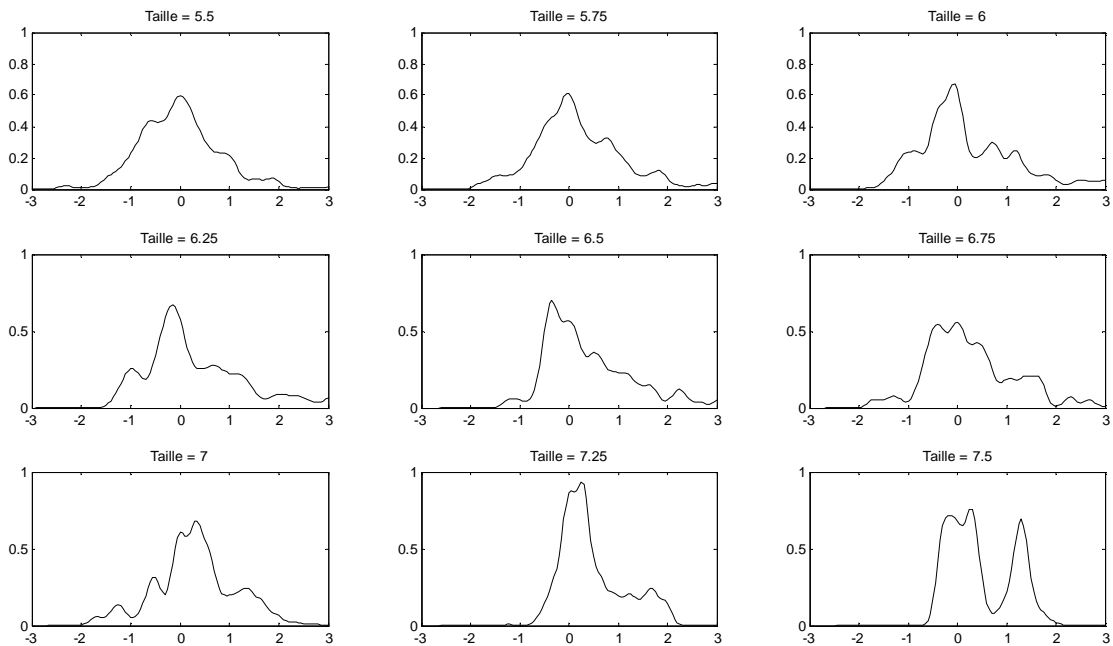 Taille = 5.5
1
0.8
0.6
0.4
0.2
0
-3 -2 -1 0 1 2 3
Taille = 5.75
1
0.8
0.6
0.4
0.2
0
-3 -2 -1 0 1 2 3
Taille = 6
1
0.8
0.6
0.4
0.2
0
-3 -2 -1 0 1 2 3
Taille = 6.25
1
0.5
0
-3 -2 -1 0 1 2 3
Taille = 6.5
1
0.5
0
-3 -2 -1 0 1 2 3
Taille = 6.75
1
0.5
0
-3 -2 -1 0 1 2 3
Taille = 7
1
0.5
0
-3 -2 -1 0 1 2 3
Taille = 7.25
1
0.5
0
-3 -2 -1 0 1 2 3
Taille = 7.5
1
0.5
0
-3 -2 -1 0 1 2 3